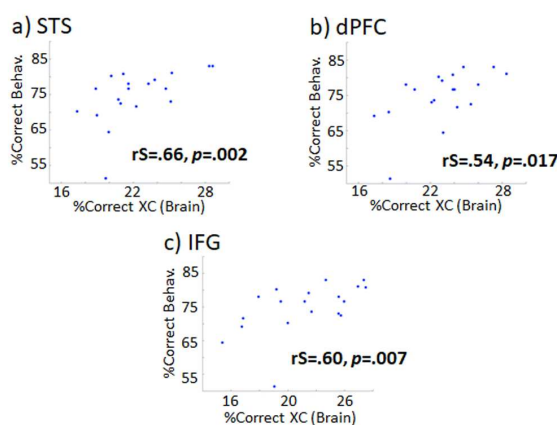 a) STS
%Correct Behav.
85
75
65
55
rS=.66, p=.002
16 22 28
%Correct XC (Brain)
b) dPFC
%Correct Behav.
85
75
65
55
rS=.54, p=.017
16 22 28
%Correct XC (Brain)
c) IFG
%Correct Behav.
85
75
65
55
rS=.60, p=.007
16 20 26
%Correct XC (Brain)